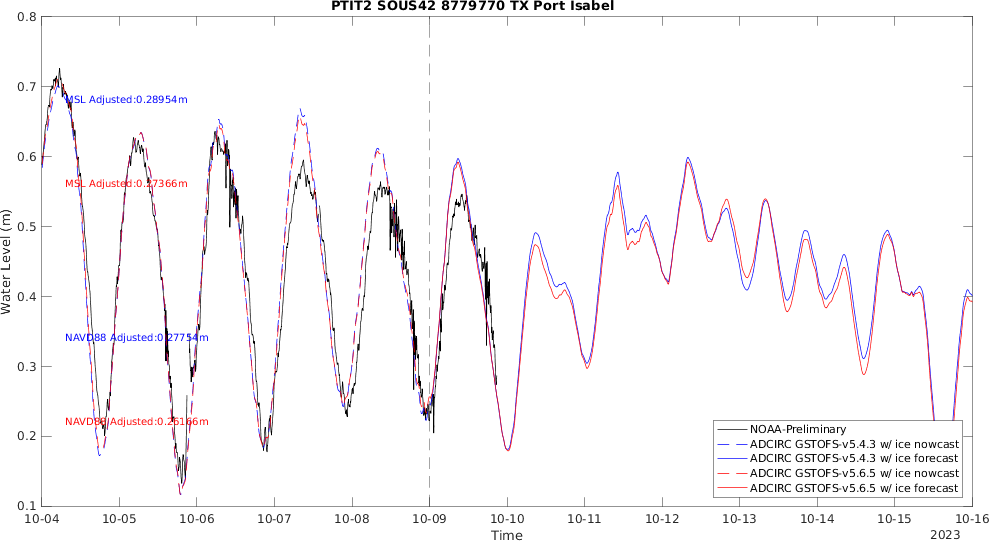 PTIT2 SOUS42 8779770 TX Port Isabel
0.8
0.7
0.6
0.5
0.4
0.3
0.2
0.1
Water Level (m)
MSL Adjusted:0.28954m
MSL Adjusted:0.27366m
NAVD88 Adjusted:0.27754m
NAVD88 Adjusted:0.26166m
NOAA-Preliminary
ADCIRC GSTOFS-v5.4.3 w/ ice nowcast
ADCIRC GSTOFS-v5.4.3 w/ ice forecast
ADCIRC GSTOFS-v5.6.5 w/ ice nowcast
ADCIRC GSTOFS-v5.6.5 w/ ice forecast
10-04 10-05 10-06 10-07 10-08 10-09 10-10 10-11 10-12 10-13 10-14 10-15 10-16
Time
2023